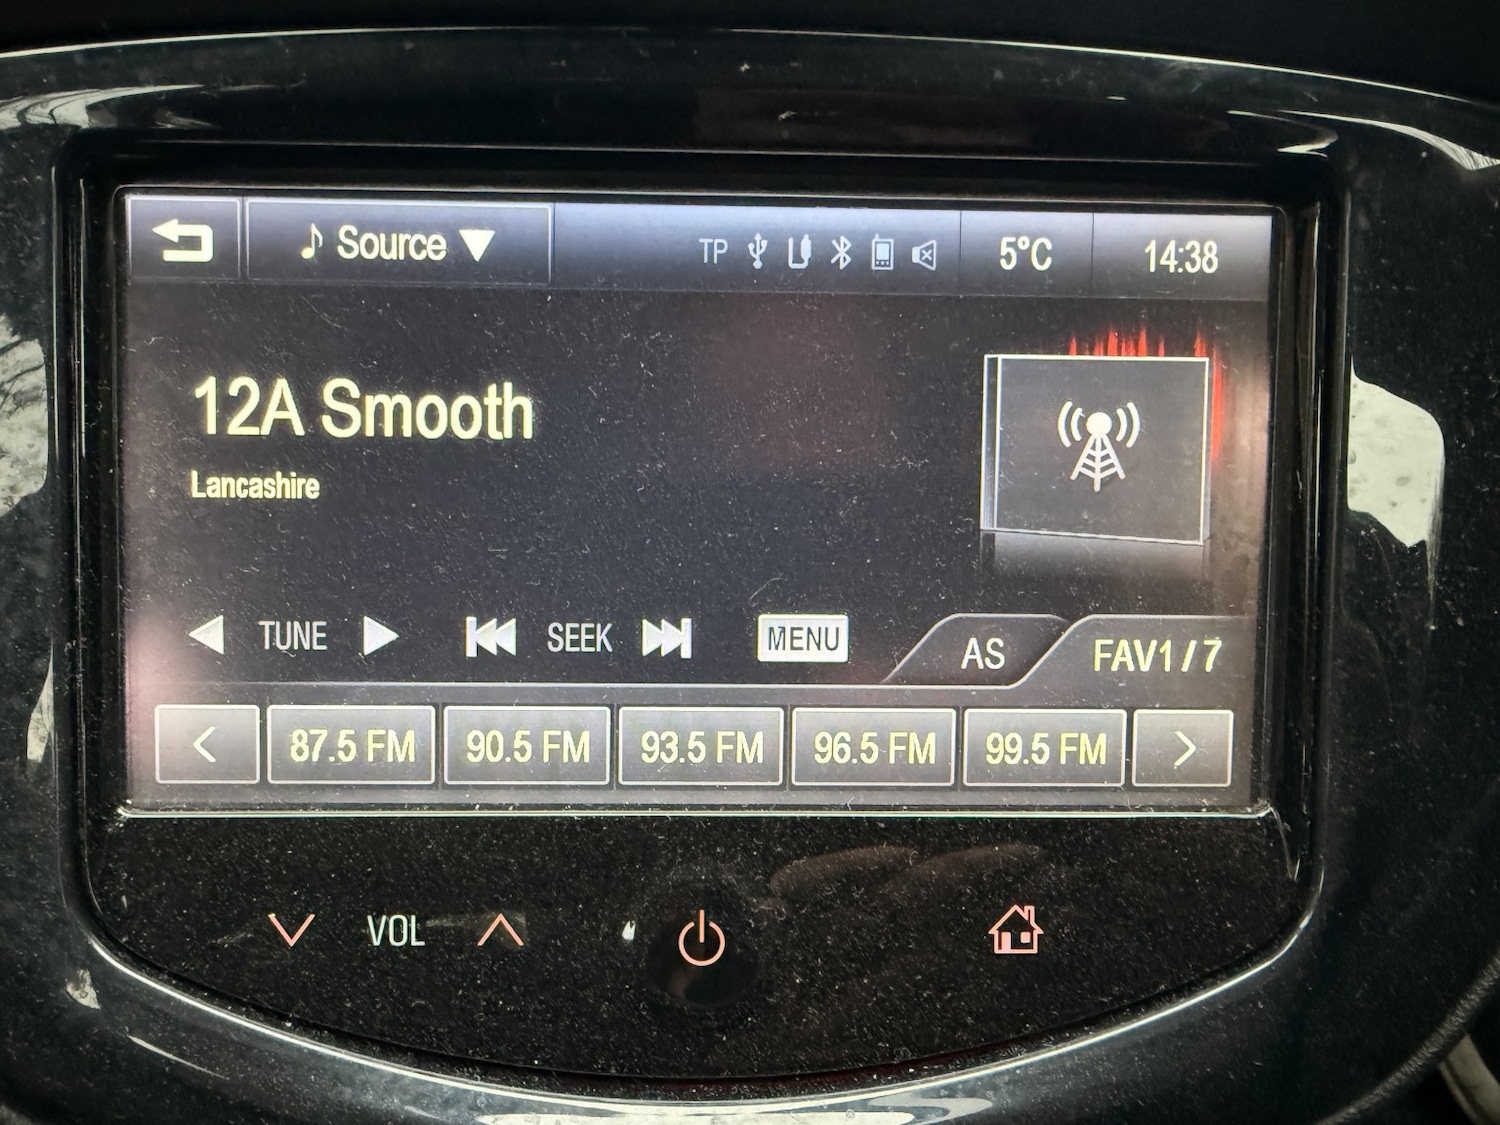 Source
TP
5°C
14:38
12A Smooth
Lancashire
TUNE
SEEK
MENU
AS
FAV1/7
87.5 FM
90.5 FM
93.5 FM
96.5 FM
99.5 FM
VOL